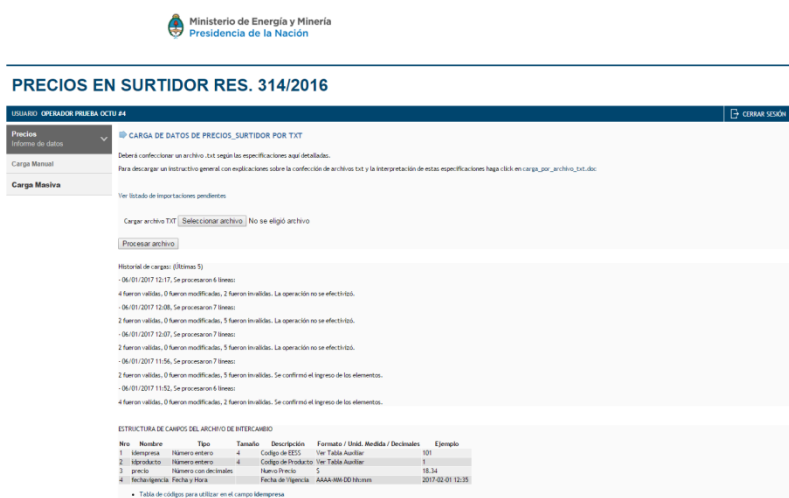 Ministerio de Energía y Minería
Presidencia de la Nación
PRECIOS EN SURTIDOR RES. 314/2016
USUARIO OPERADOR PRUEBA OCTU #4
CERRAR SESIÓN
Precios
Informe de datos
Carga Manual
Carga Masiva
CARGA DE DATOS DE PRECIOS_SURTIDOR POR TXT
Deberá confeccionar un archivo .txt según las especificaciones aquí detalladas.
Para descargar un instructivo general con explicaciones sobre la confección de archivos txt y la interpretación de estas especificaciones haga click en carga_por_archivo_txt.doc
Ver listado de importaciones pendientes
Cargar archivo TXT Seleccionar archivo No se eligió archivo
Procesar archivo
Historial de cargas: (Últimas 5)
- 06/01/2017 12:17, Se procesaron 6 lineas:
4 fueron validas, 0 fueron modificadas, 2 fueron invalidas. La operación no se efectivizó.
- 06/01/2017 12:08, Se procesaron 7 lineas:
2 fueron validas, 0 fueron modificadas, 5 fueron invalidas. La operación no se efectivizó.
- 06/01/2017 12:07, Se procesaron 7 lineas:
2 fueron validas, 0 fueron modificadas, 5 fueron invalidas. La operación no se efectivizó.
- 06/01/2017 11:56, Se procesaron 7 lineas:
2 fueron validas, 0 fueron modificadas, 5 fueron invalidas. Se confirmó el ingreso de los elementos.
- 06/01/2017 11:52, Se procesaron 6 lineas:
4 fueron validas, 0 fueron modificadas, 2 fueron invalidas. Se confirmó el ingreso de los elementos.
ESTRUCTURA DE CAMPOS DEL ARCHIVO DE INTERCAMBIO
Nro Nombre Tipo Tamaño Descripción Formato / Unid. Medida / Decimales Ejemplo
1 idempresa Número entero 4 Codigo de EESS Ver Tabla Auxiliar 101
2 idproducto Número entero 4 Codigo de Producto Ver Tabla Auxiliar 1
3 precio Número con decimales Nuevo Precio $ 18.34
4 fechavigencia Fecha y Hora Fecha de Vigencia AAAA-MM-DD hh:mm 2017-02-01 12:35
• Tabla de códigos para utilizar en el campo idempresa